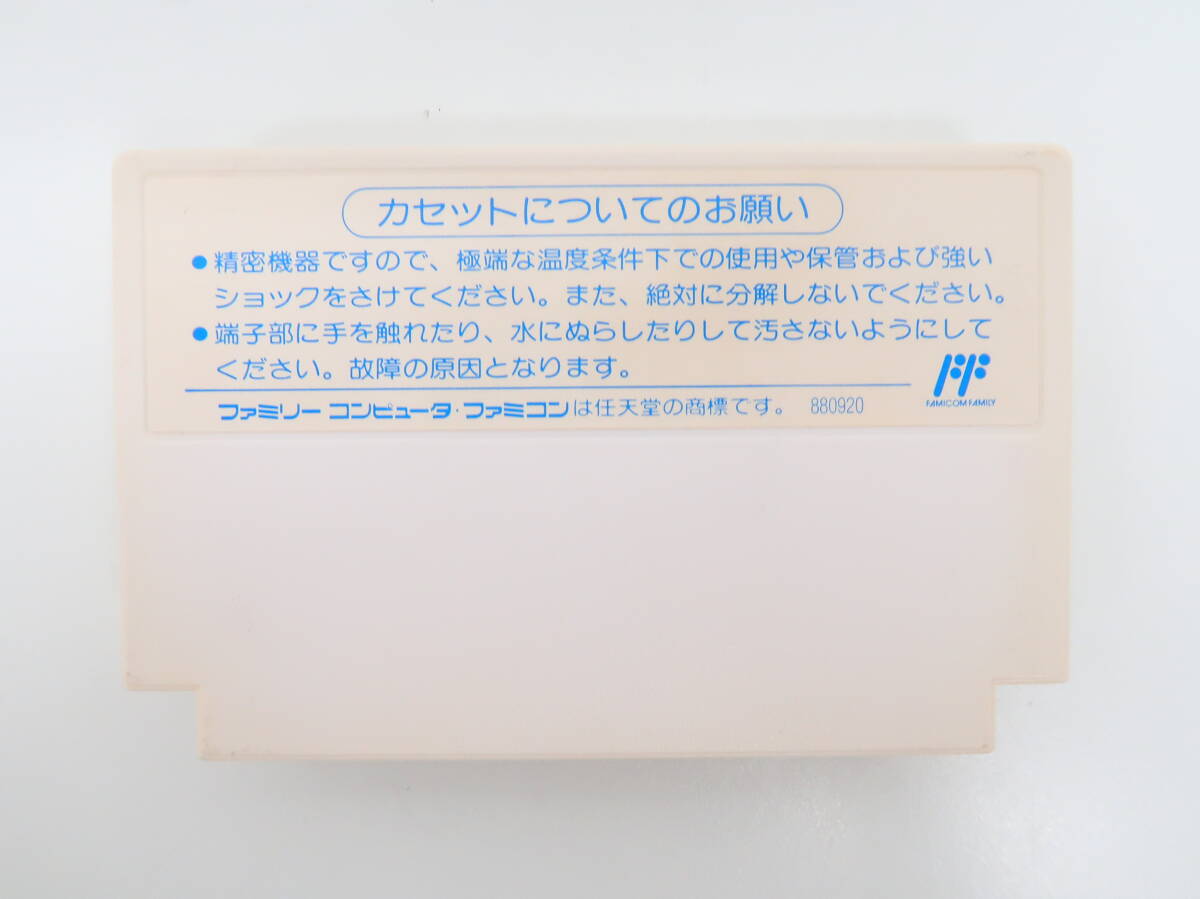 カセットについてのお願い
●精密機器ですので、極端な温度条件下での使用や保管および強い
ショックをさけてください。また、絶対に分解しないでください。
●端子部に手を触れたり、水にぬらしたりして汚さないようにして
ください。故障の原因となります。
FAMICOM FAMILY
ファミリーコンピュータ・ファミコンは任天堂の商標です。 880920